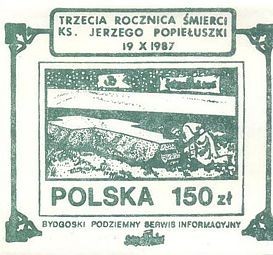 TRZECIA ROCZNICA ŚMIERCI
KS. JERZEGO POPIEŁUSZKI
19 X 1987
POLSKA 150 zł
BYDGOSKI PODZIEMNY SERWIS INFORMACYJNY